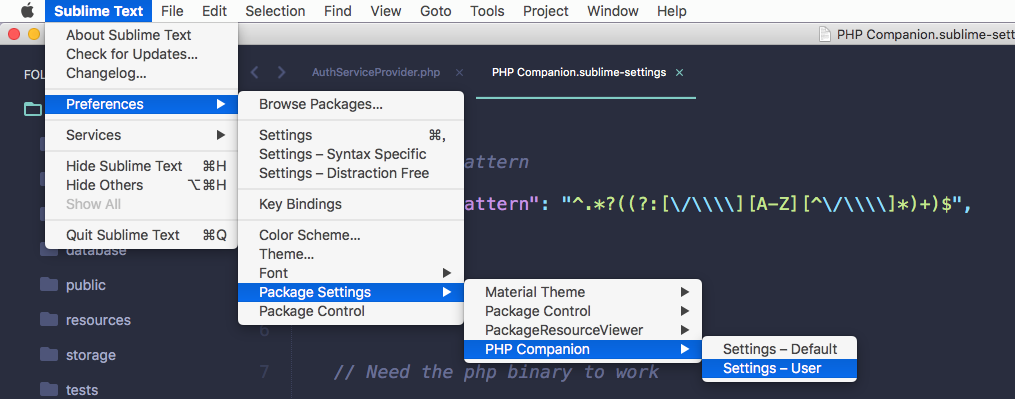 Sublime Text File Edit Selection Find View Goto Tools Project Window Help
PHP Companion.sublime-sett
About Sublime Text
Check for Updates...
Changelog...
Preferences
Services
Hide Sublime Text ⌘H
Hide Others ⌥⌘H
Show All
Quit Sublime Text ⌘Q
FOL
database
public
resources
storage
tests
AuthServiceProvider.php × PHP Companion.sublime-settings ×
Browse Packages...
Settings ⌘,
Settings – Syntax Specific
Settings – Distraction Free
Key Bindings
Color Scheme...
Theme...
Font
Package Settings
Package Control
Material Theme
Package Control
PackageResourceViewer
PHP Companion
Settings – Default
Settings – User
attern
attern": "^.*?((?:[\/\\\\][A-Z][^\/\\\\]*)+)$",
6
7 // Need the php binary to work